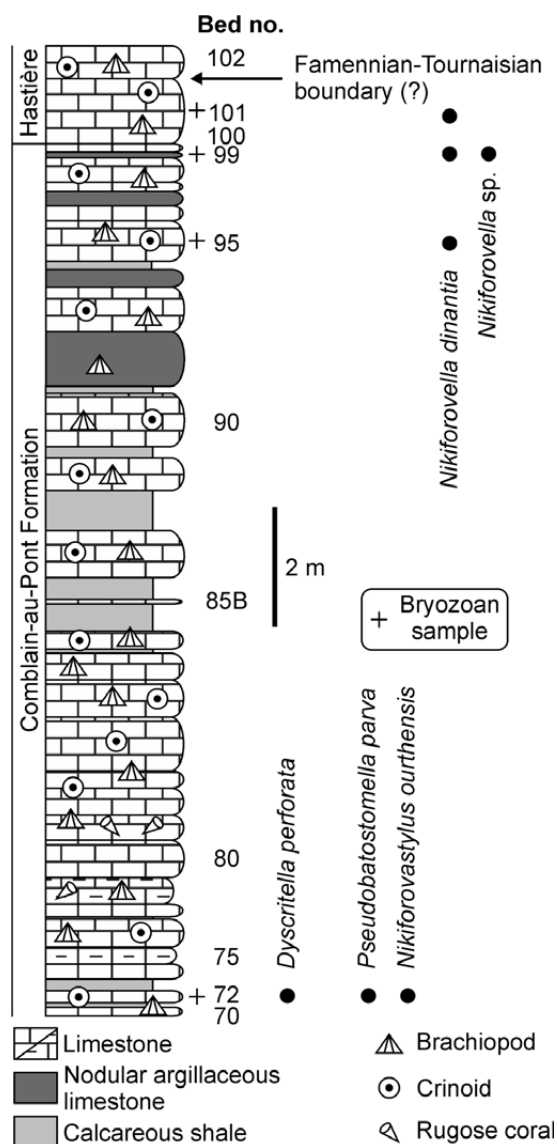 Bed no.
102
Famennian-Tournaisian
boundary (?)
Hastière
+ 101
100
+ 99
+ 95
Nikiforovella dinantia
Nikiforovella sp.
90
Comblain-au-Pont Formation
2 m
85B
+ Bryozoan
sample
80
Dyscritella perforata
Pseudobatostomella parva
Nikiforovastylus ourthensis
75
+ 72
70
Limestone
Nodular argillaceous
limestone
Calcareous shale
Brachiopod
Crinoid
Rugose coral